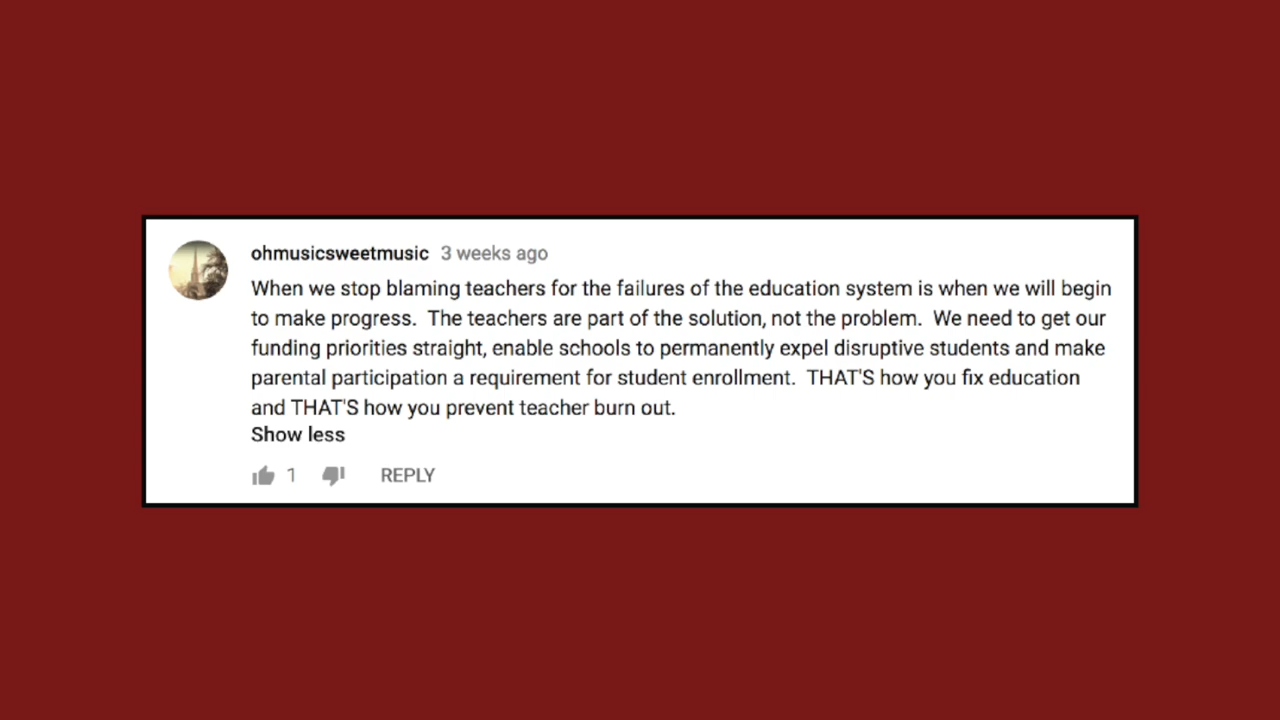 ohmusicsweetmusic 3 weeks ago
When we stop blaming teachers for the failures of the education system is when we will begin
to make progress.  The teachers are part of the solution, not the problem.  We need to get our
funding priorities straight, enable schools to permanently expel disruptive students and make
parental participation a requirement for student enrollment.  THAT'S how you fix education
and THAT'S how you prevent teacher burn out.
Show less
1 REPLY